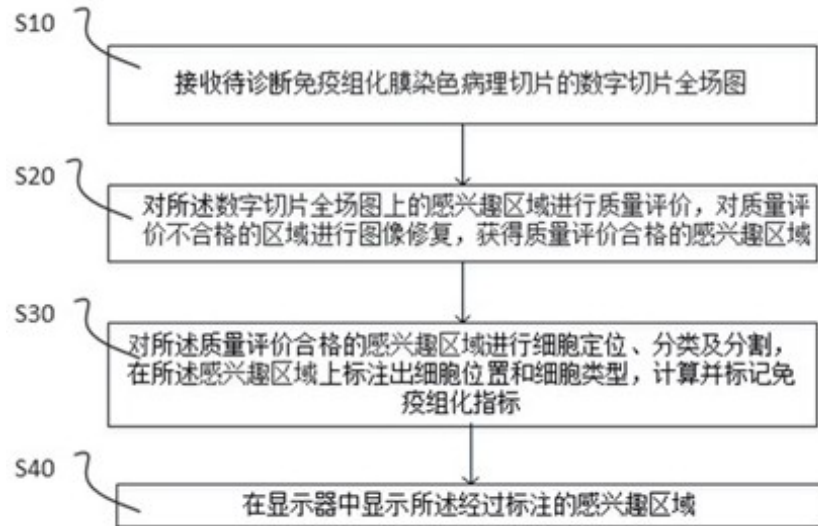 S10
接收待诊断免疫组化膜染色病理切片的数字切片全场图
S20
对所述数字切片全场图上的感兴趣区域进行质量评价，对质量评
价不合格的区域进行图像修复，获得质量评价合格的感兴趣区域
S30
对所述质量评价合格的感兴趣区域进行细胞定位、分类及分割，
在所述感兴趣区域上标注出细胞位置和细胞类型，计算并标记免
疫组化指标
S40
在显示器中显示所述经过标注的感兴趣区域